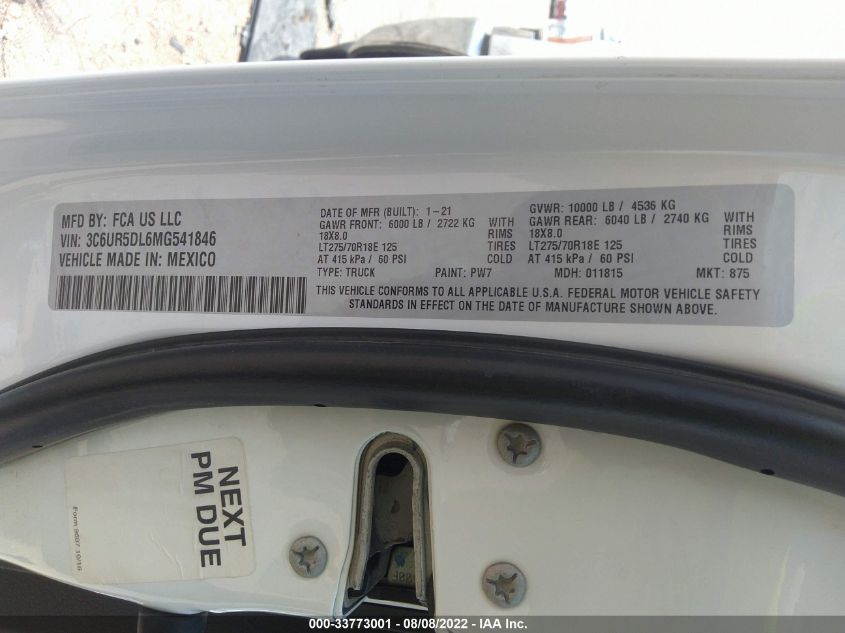 MFD BY: FCA US LLC
VIN: 3C6UR5DL6MG541846
VEHICLE MADE IN: MEXICO
DATE OF MFR (BUILT): 1-21
GAWR FRONT: 6000 LB / 2722 KG WITH
18X8.0 RIMS
LT275/70R18E 125 TIRES
AT 415 kPa / 60 PSI COLD
TYPE: TRUCK PAINT: PW7
GVWR: 10000 LB / 4536 KG
GAWR REAR: 6040 LB / 2740 KG WITH
18X8.0 RIMS
LT275/70R18E 125 TIRES
AT 415 kPa / 60 PSI COLD
MDH: 011815 MKT: 875
THIS VEHICLE CONFORMS TO ALL APPLICABLE U.S.A. FEDERAL MOTOR VEHICLE SAFETY
STANDARDS IN EFFECT ON THE DATE OF MANUFACTURE SHOWN ABOVE.
NEXT
PM DUE
Form 9607 10/16
000-33773001 - 08/08/2022 - IAA Inc.